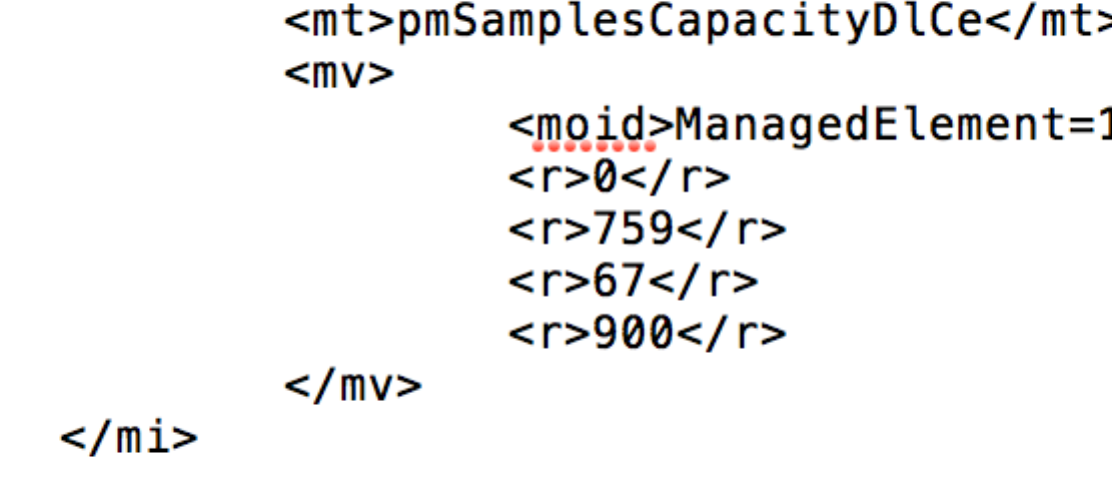 <mt>pmSamplesCapacityDlCe</mt>
<mv>
<moid>ManagedElement=1
<r>0</r>
<r>759</r>
<r>67</r>
<r>900</r>
</mv>
</mi>